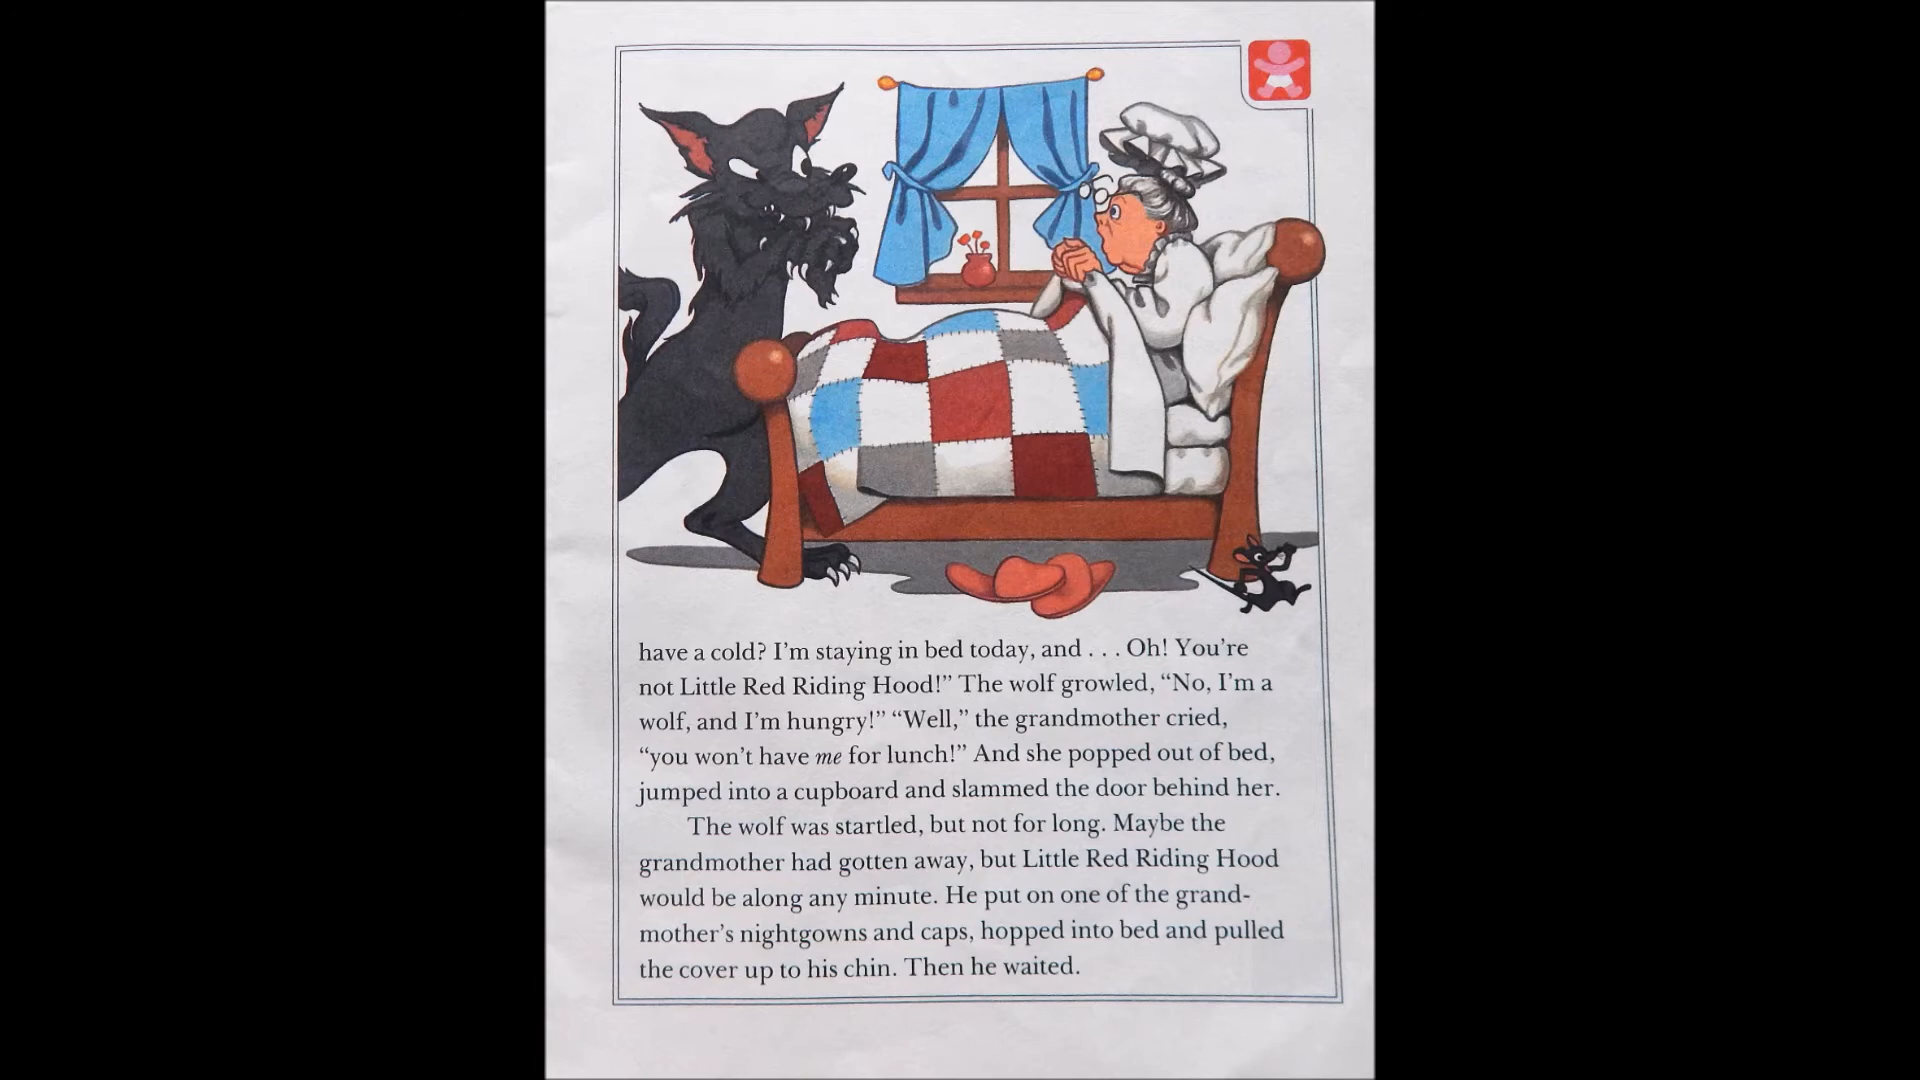 have a cold? I'm staying in bed today, and . . . Oh! You're
not Little Red Riding Hood!” The wolf growled, “No, I'm a
wolf, and I'm hungry!” “Well,” the grandmother cried,
“you won't have me for lunch!” And she popped out of bed,
jumped into a cupboard and slammed the door behind her.
The wolf was startled, but not for long. Maybe the
grandmother had gotten away, but Little Red Riding Hood
would be along any minute. He put on one of the grand-
mother's nightgowns and caps, hopped into bed and pulled
the cover up to his chin. Then he waited.